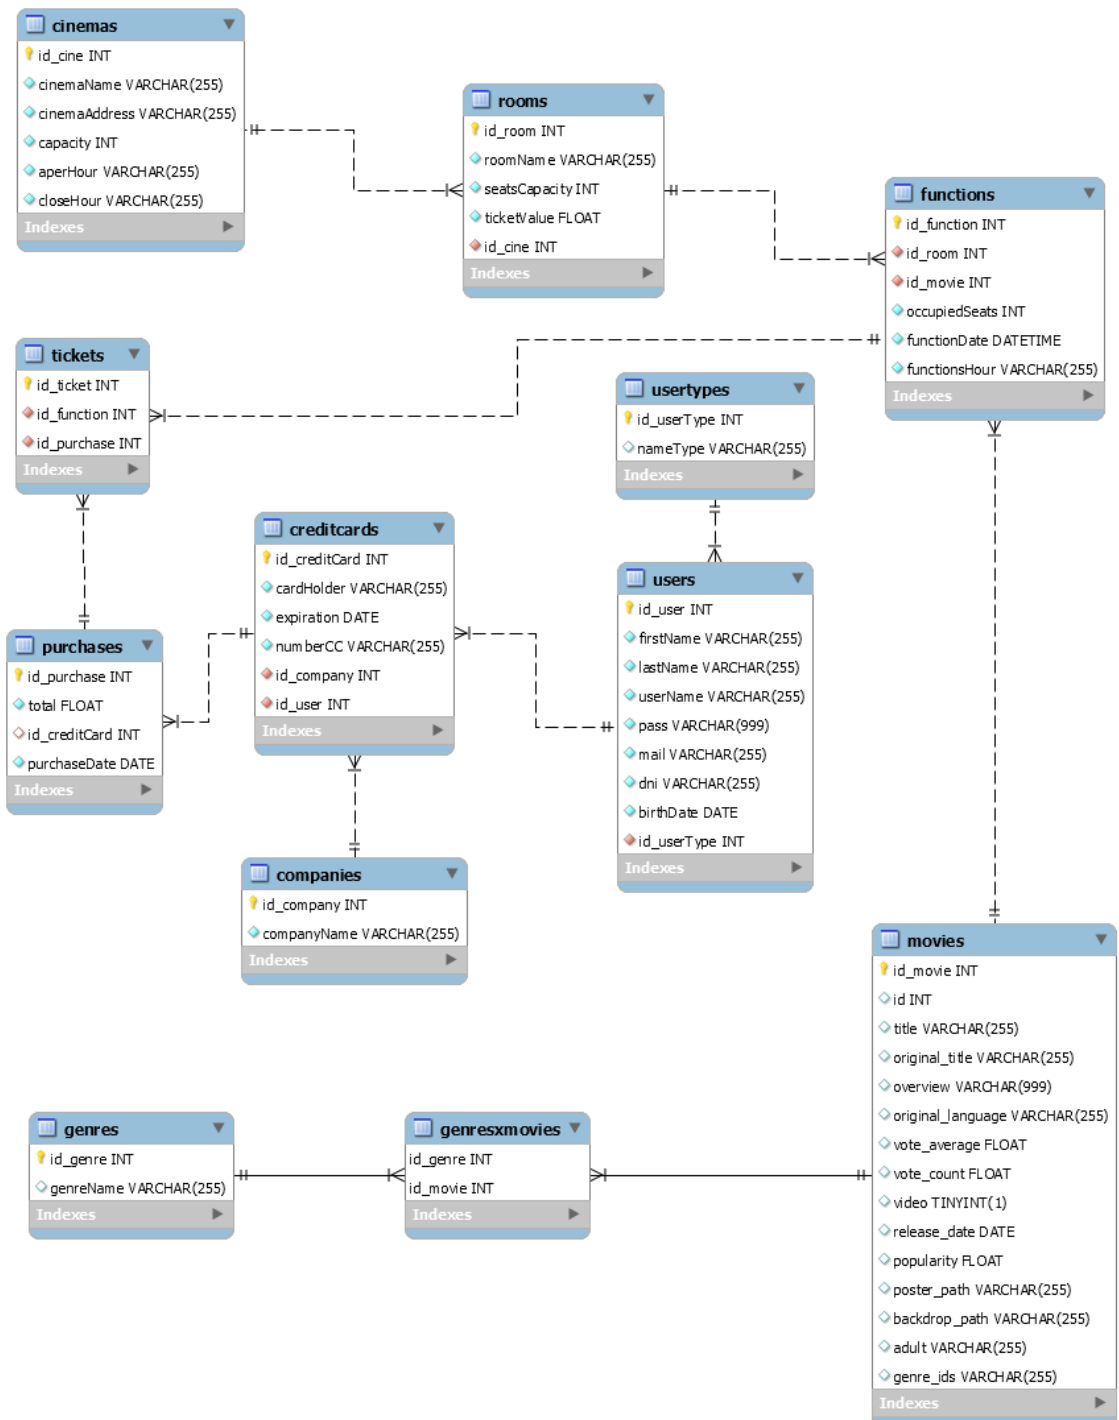 cinemas
id_cine INT
cinemaName VARCHAR(255)
cinemaAddress VARCHAR(255)
capacity INT
aperHour VARCHAR(255)
closeHour VARCHAR(255)
Indexes
rooms
id_room INT
roomName VARCHAR(255)
seatsCapacity INT
ticketValue FLOAT
id_cine INT
Indexes
functions
id_function INT
id_room INT
id_movie INT
occupiedSeats INT
functionDate DATETIME
functionsHour VARCHAR(255)
Indexes
tickets
id_ticket INT
id_function INT
id_purchase INT
Indexes
usertypes
id_userType INT
nameType VARCHAR(255)
Indexes
creditcards
id_creditCard INT
cardHolder VARCHAR(255)
expiration DATE
numberCC VARCHAR(255)
id_company INT
id_user INT
Indexes
users
id_user INT
firstName VARCHAR(255)
lastName VARCHAR(255)
userName VARCHAR(255)
pass VARCHAR(999)
mail VARCHAR(255)
dni VARCHAR(255)
birthDate DATE
id_userType INT
Indexes
purchases
id_purchase INT
total FLOAT
id_creditCard INT
purchaseDate DATE
Indexes
companies
id_company INT
companyName VARCHAR(255)
Indexes
movies
id_movie INT
id INT
title VARCHAR(255)
original_title VARCHAR(255)
overview VARCHAR(999)
original_language VARCHAR(255)
vote_average FLOAT
vote_count FLOAT
video TINYINT(1)
release_date DATE
popularity FLOAT
poster_path VARCHAR(255)
backdrop_path VARCHAR(255)
adult VARCHAR(255)
genre_ids VARCHAR(255)
Indexes
genres
id_genre INT
genreName VARCHAR(255)
Indexes
genresxmovies
id_genre INT
id_movie INT
Indexes